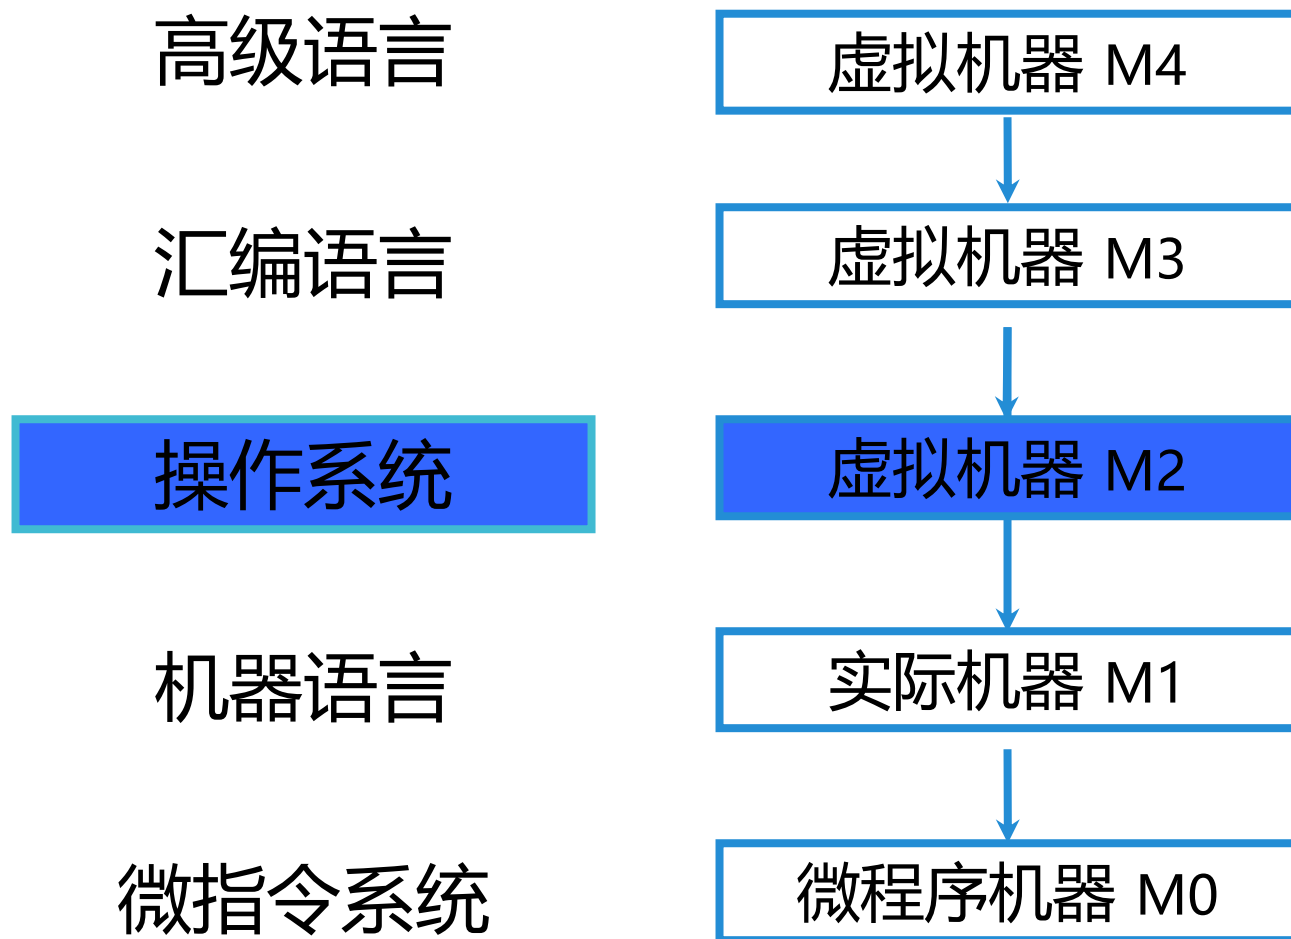 高级语言
虚拟机器 M4
汇编语言
虚拟机器 M3
操作系统
虚拟机器 M2
机器语言
实际机器 M1
微指令系统
微程序机器 M0